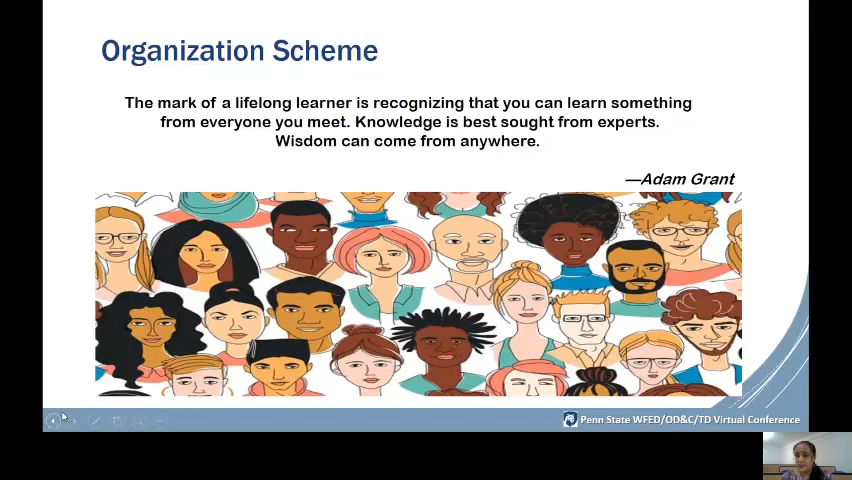 Organization Scheme
The mark of a lifelong learner is recognizing that you can learn something
from everyone you meet. Knowledge is best sought from experts.
Wisdom can come from anywhere.
—Adam Grant
Penn State WFED/OD&C/TD Virtual Conference